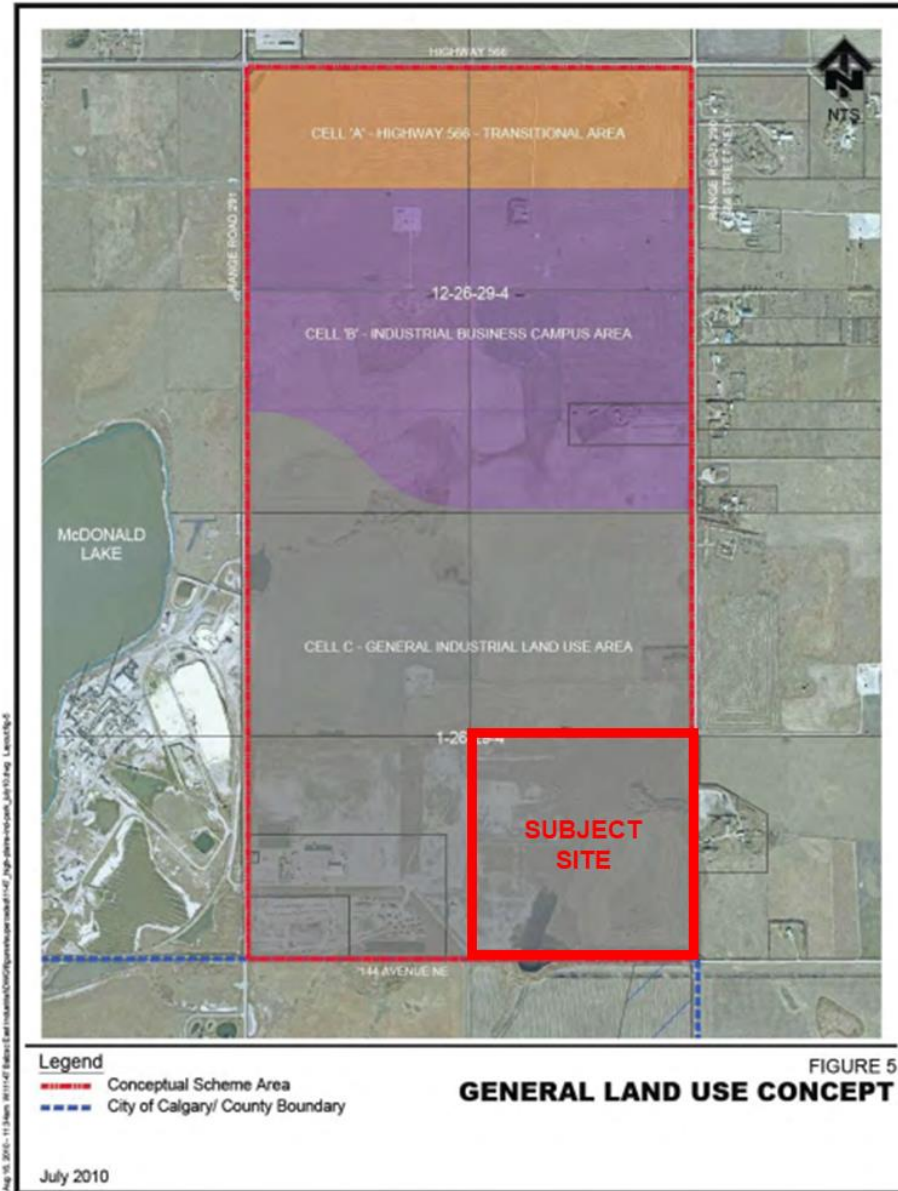 HIGHWAY 566
NTS
CELL 'A' - HIGHWAY 566 - TRANSITIONAL AREA
RANGE ROAD 291
12-26-29-4
CELL 'B' - INDUSTRIAL BUSINESS CAMPUS AREA
McDONALD
LAKE
CELL C - GENERAL INDUSTRIAL LAND USE AREA
SUBJECT
SITE
144 AVENUE NE
Legend
Conceptual Scheme Area
City of Calgary/ County Boundary
FIGURE 5
GENERAL LAND USE CONCEPT
July 2010